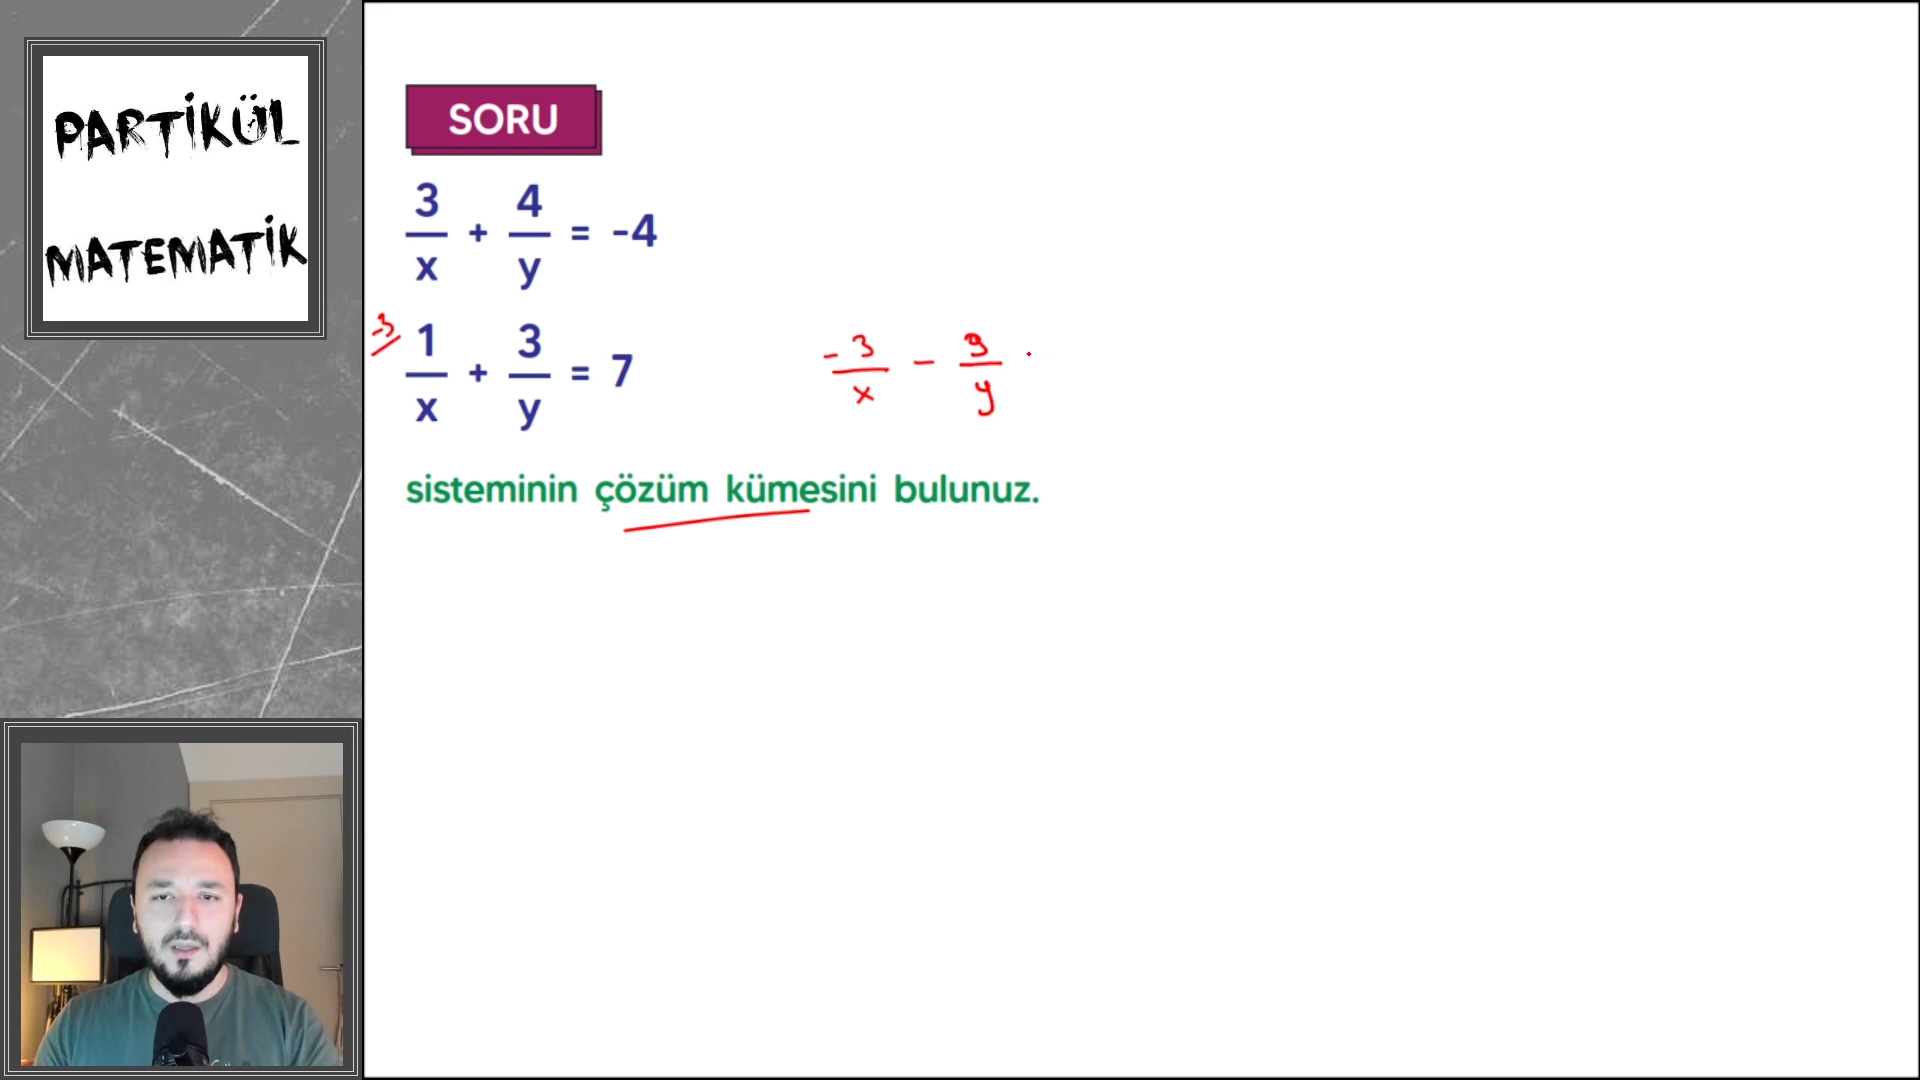 PARTİKÜL
MATEMATİK
SORU
3/x + 4/y = -4
-3
1/x + 3/y = 7
-3/x - 9/y
sisteminin çözüm kümesini bulunuz.